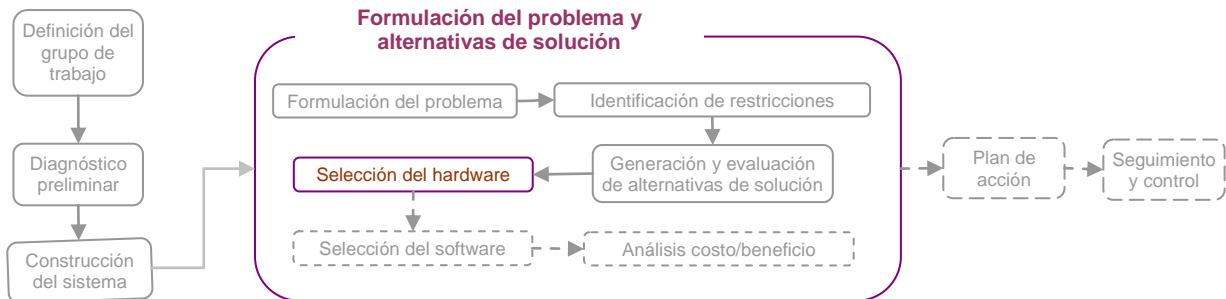 Definición del
grupo de
trabajo
Diagnóstico
preliminar
Construcción
del sistema
Formulación del problema y
alternativas de solución
Formulación del problema
Identificación de restricciones
Generación y evaluación
de alternativas de solución
Selección del hardware
Selección del software
Análisis costo/beneficio
Plan de
acción
Seguimiento
y control